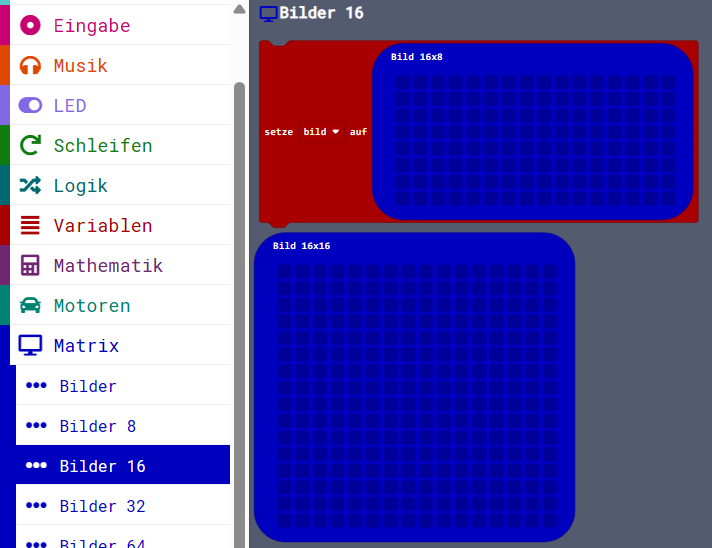 Eingabe
Musik
LED
Schleifen
Logik
Variablen
Mathematik
Motoren
Matrix
Bilder
Bilder 8
Bilder 16
Bilder 32
Bilder 64
Bilder 16
Bild 16x8
setze bild auf
Bild 16x16